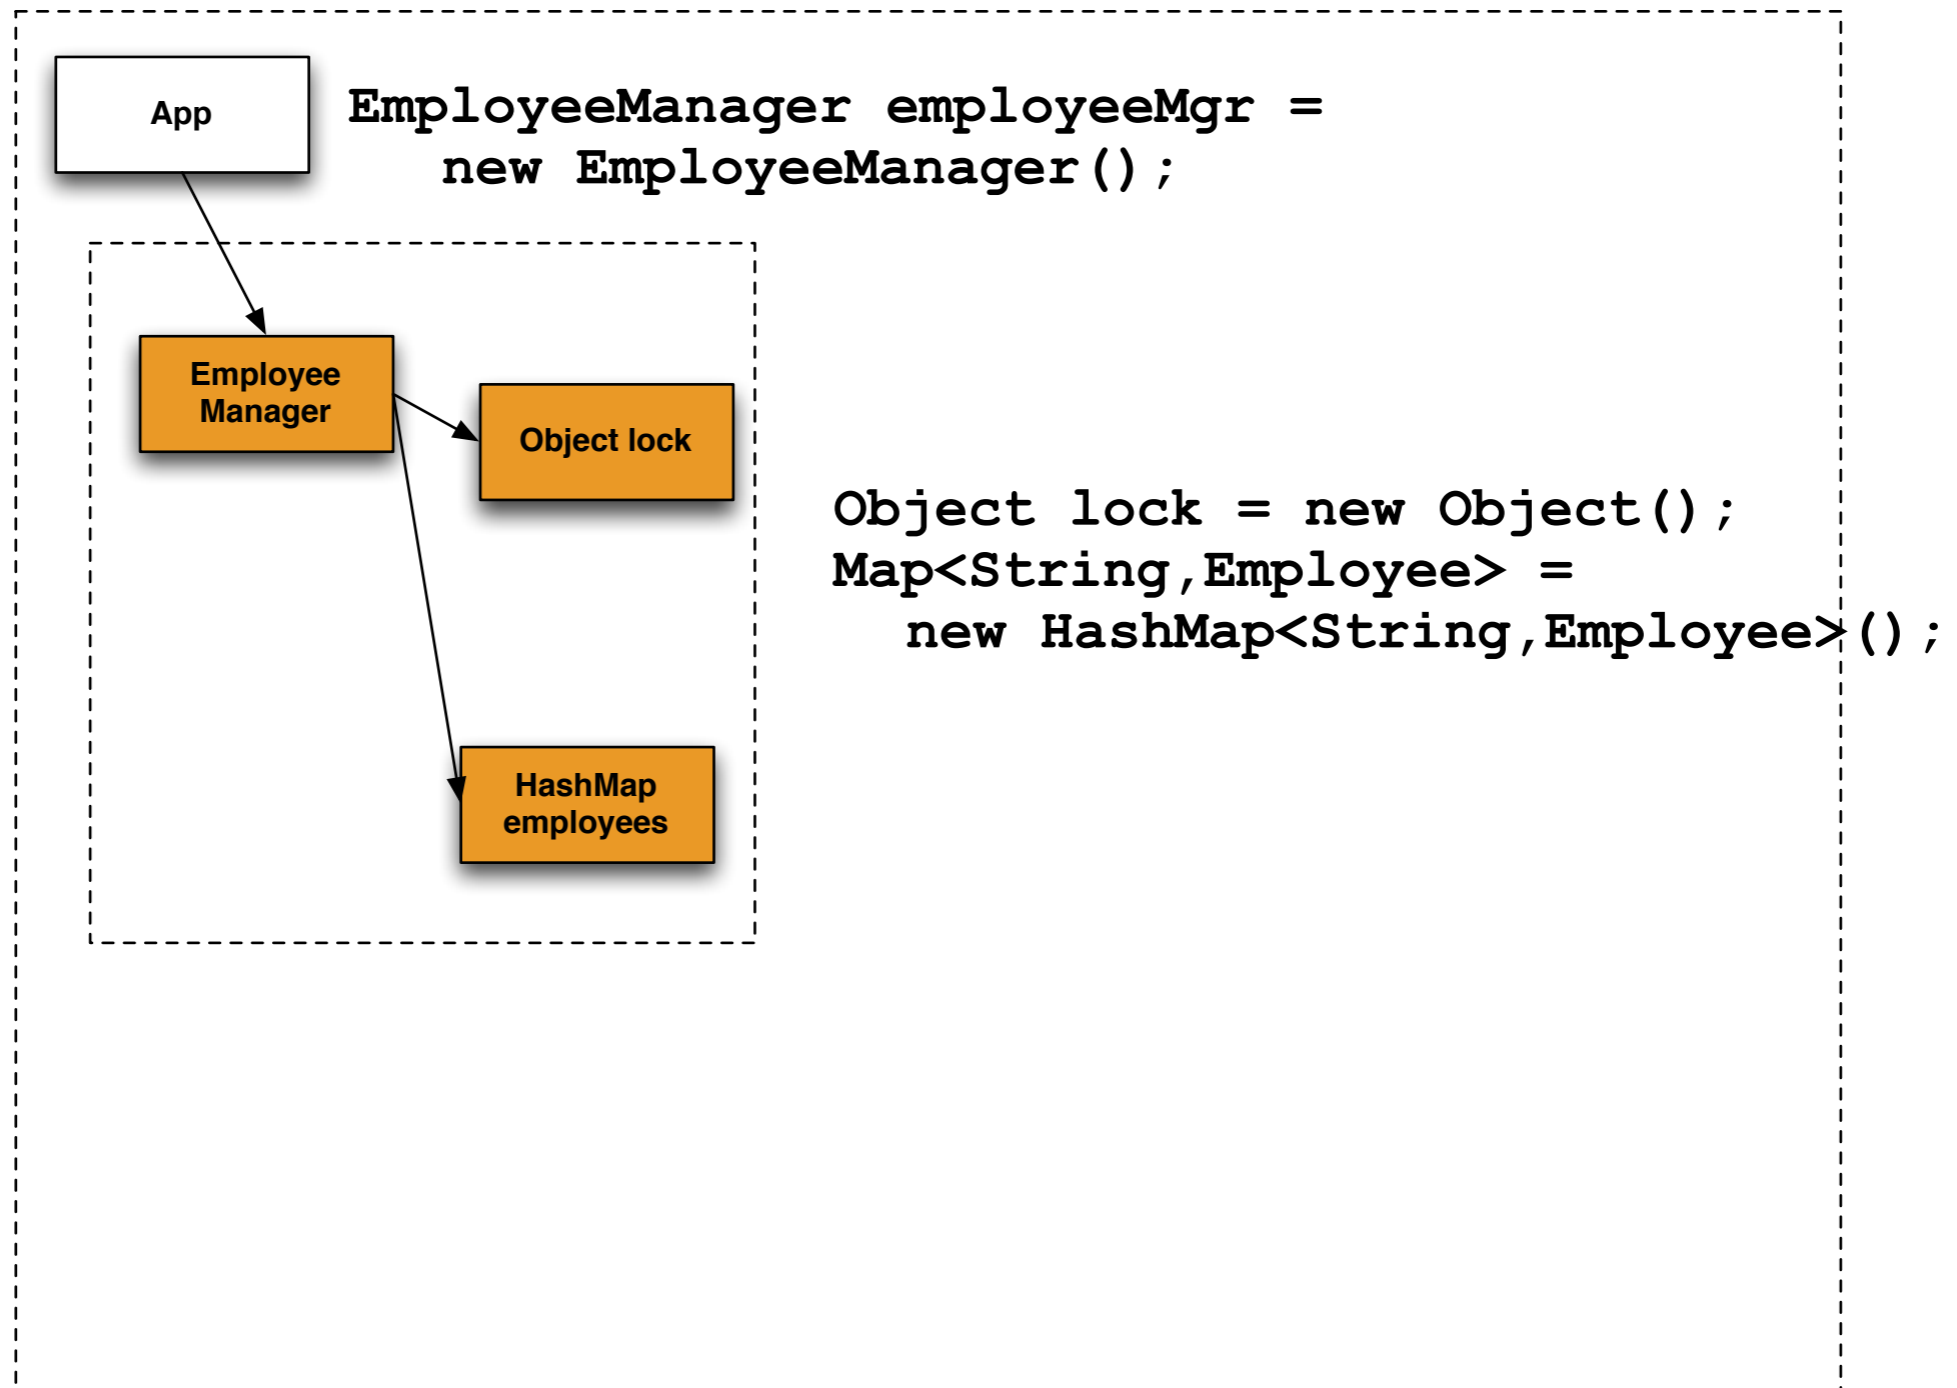 App
EmployeeManager employeeMgr =
new EmployeeManager();
Employee
Manager
Object lock
Object lock = new Object();
Map<String,Employee> =
new HashMap<String,Employee>();
HashMap
employees